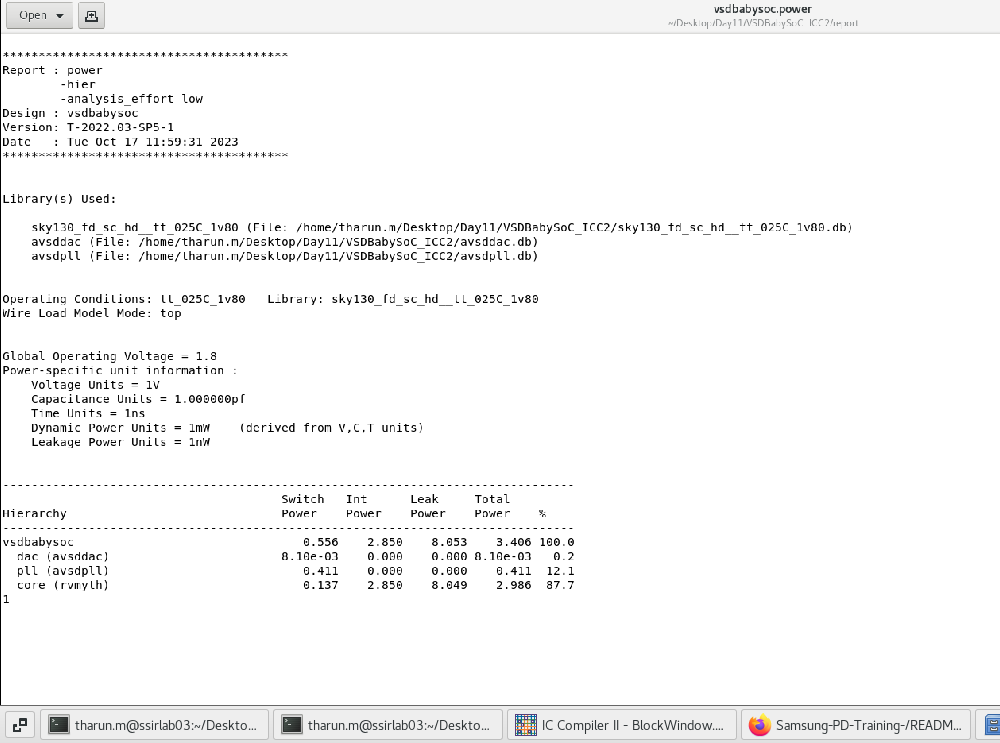 Open
vsdbabysoc.power
~/Desktop/Day11/VSDBabySoC_ICC2/report
****************************************
Report : power
        -hier
        -analysis_effort low
Design : vsdbabysoc
Version: T-2022.03-SP5-1
Date   : Tue Oct 17 11:59:31 2023
****************************************
Library(s) Used:
    sky130_fd_sc_hd__tt_025C_1v80 (File: /home/tharun.m/Desktop/Day11/VSDBabySoC_ICC2/sky130_fd_sc_hd__tt_025C_1v80.db)
    avsddac (File: /home/tharun.m/Desktop/Day11/VSDBabySoC_ICC2/avsddac.db)
    avsdpll (File: /home/tharun.m/Desktop/Day11/VSDBabySoC_ICC2/avsdpll.db)
Operating Conditions: tt_025C_1v80   Library: sky130_fd_sc_hd__tt_025C_1v80
Wire Load Model Mode: top
Global Operating Voltage = 1.8
Power-specific unit information :
    Voltage Units = 1V
    Capacitance Units = 1.000000pf
    Time Units = 1ns
    Dynamic Power Units = 1mW    (derived from V,C,T units)
    Leakage Power Units = 1nW
--------------------------------------------------------------------------------
                                       Switch   Int      Leak     Total
Hierarchy                              Power    Power    Power    Power    %
--------------------------------------------------------------------------------
vsdbabysoc                                0.556    2.850    8.053    3.406 100.0
  dac (avsddac)                        8.10e-03    0.000    0.000 8.10e-03   0.2
  pll (avsdpll)                           0.411    0.000    0.000    0.411  12.1
  core (rvmyth)                           0.137    2.850    8.049    2.986  87.7
1
tharun.m@ssirlab03:~/Deskto...
tharun.m@ssirlab03:~/Deskto...
IC Compiler II - BlockWindow....
Samsung-PD-Training-/READM...